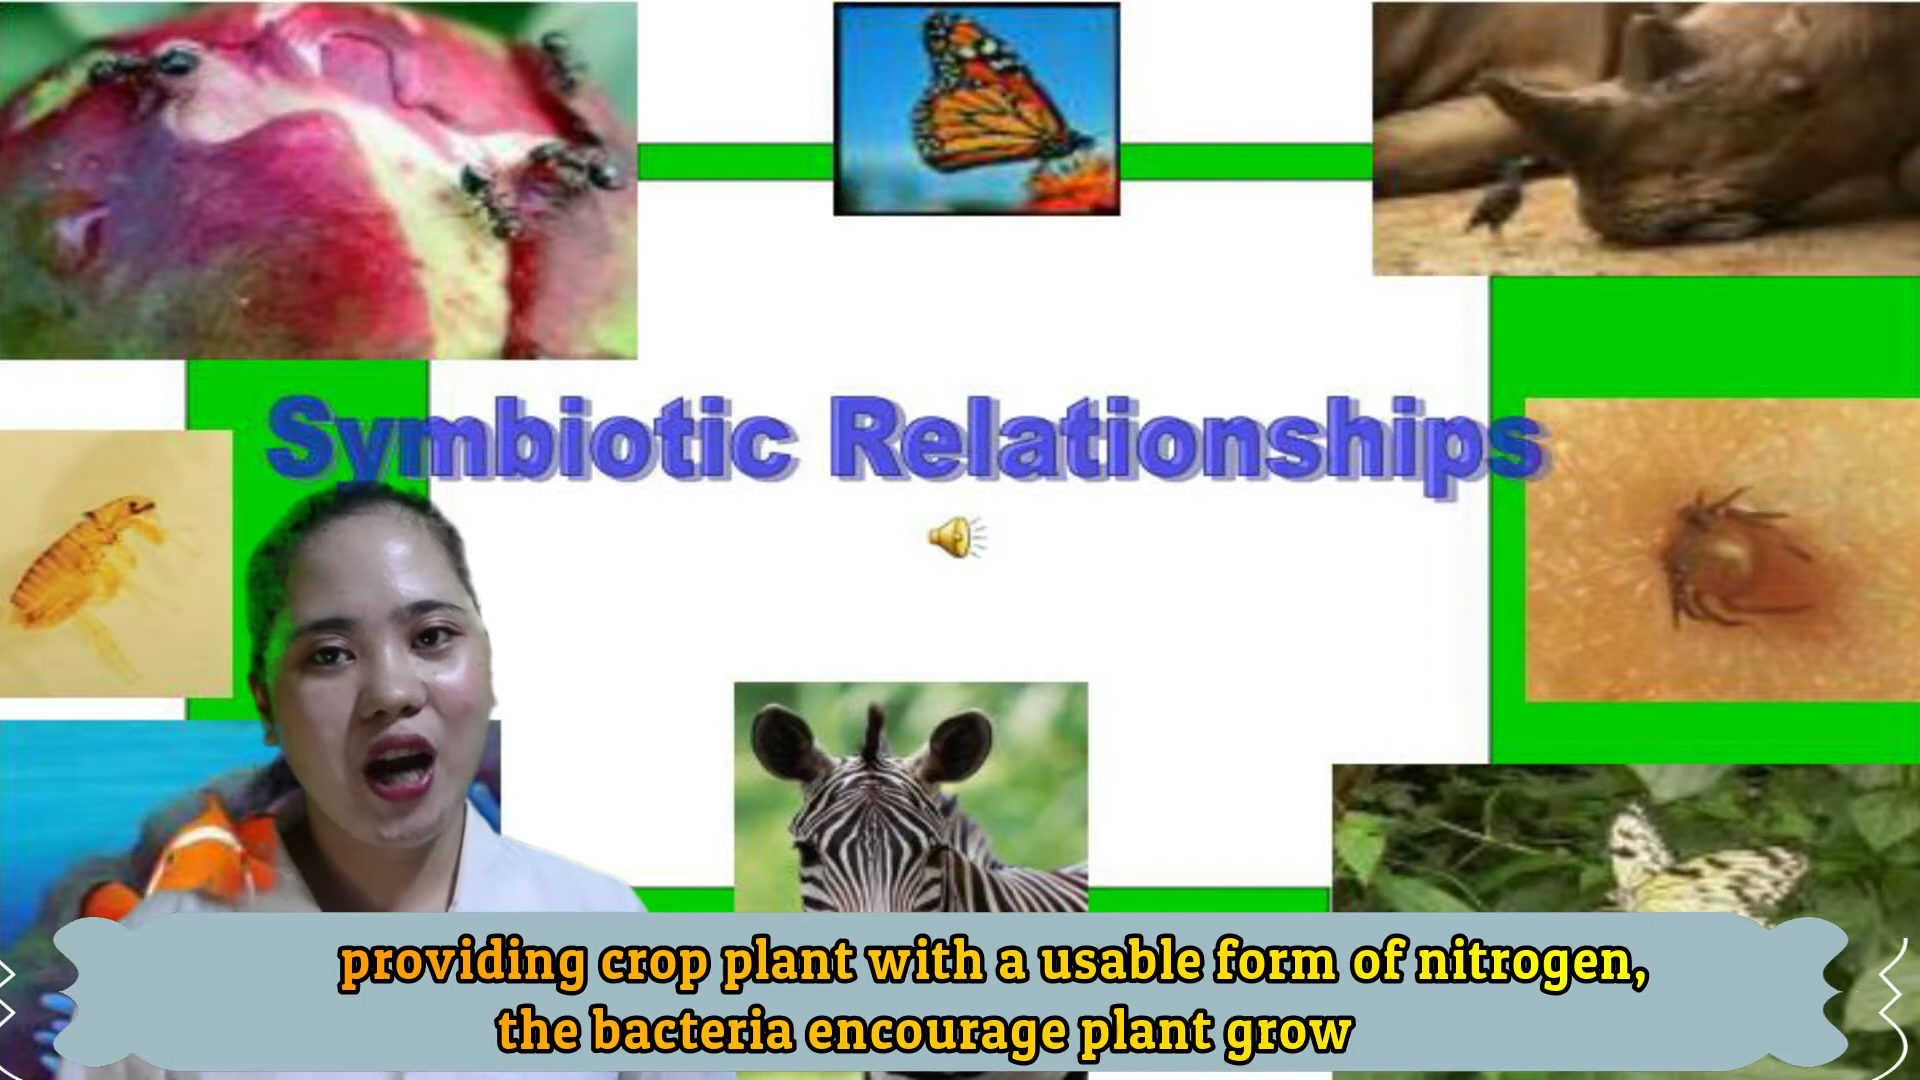 Symbiotic Relationships
providing crop plant with a usable form of nitrogen,
the bacteria encourage plant grow